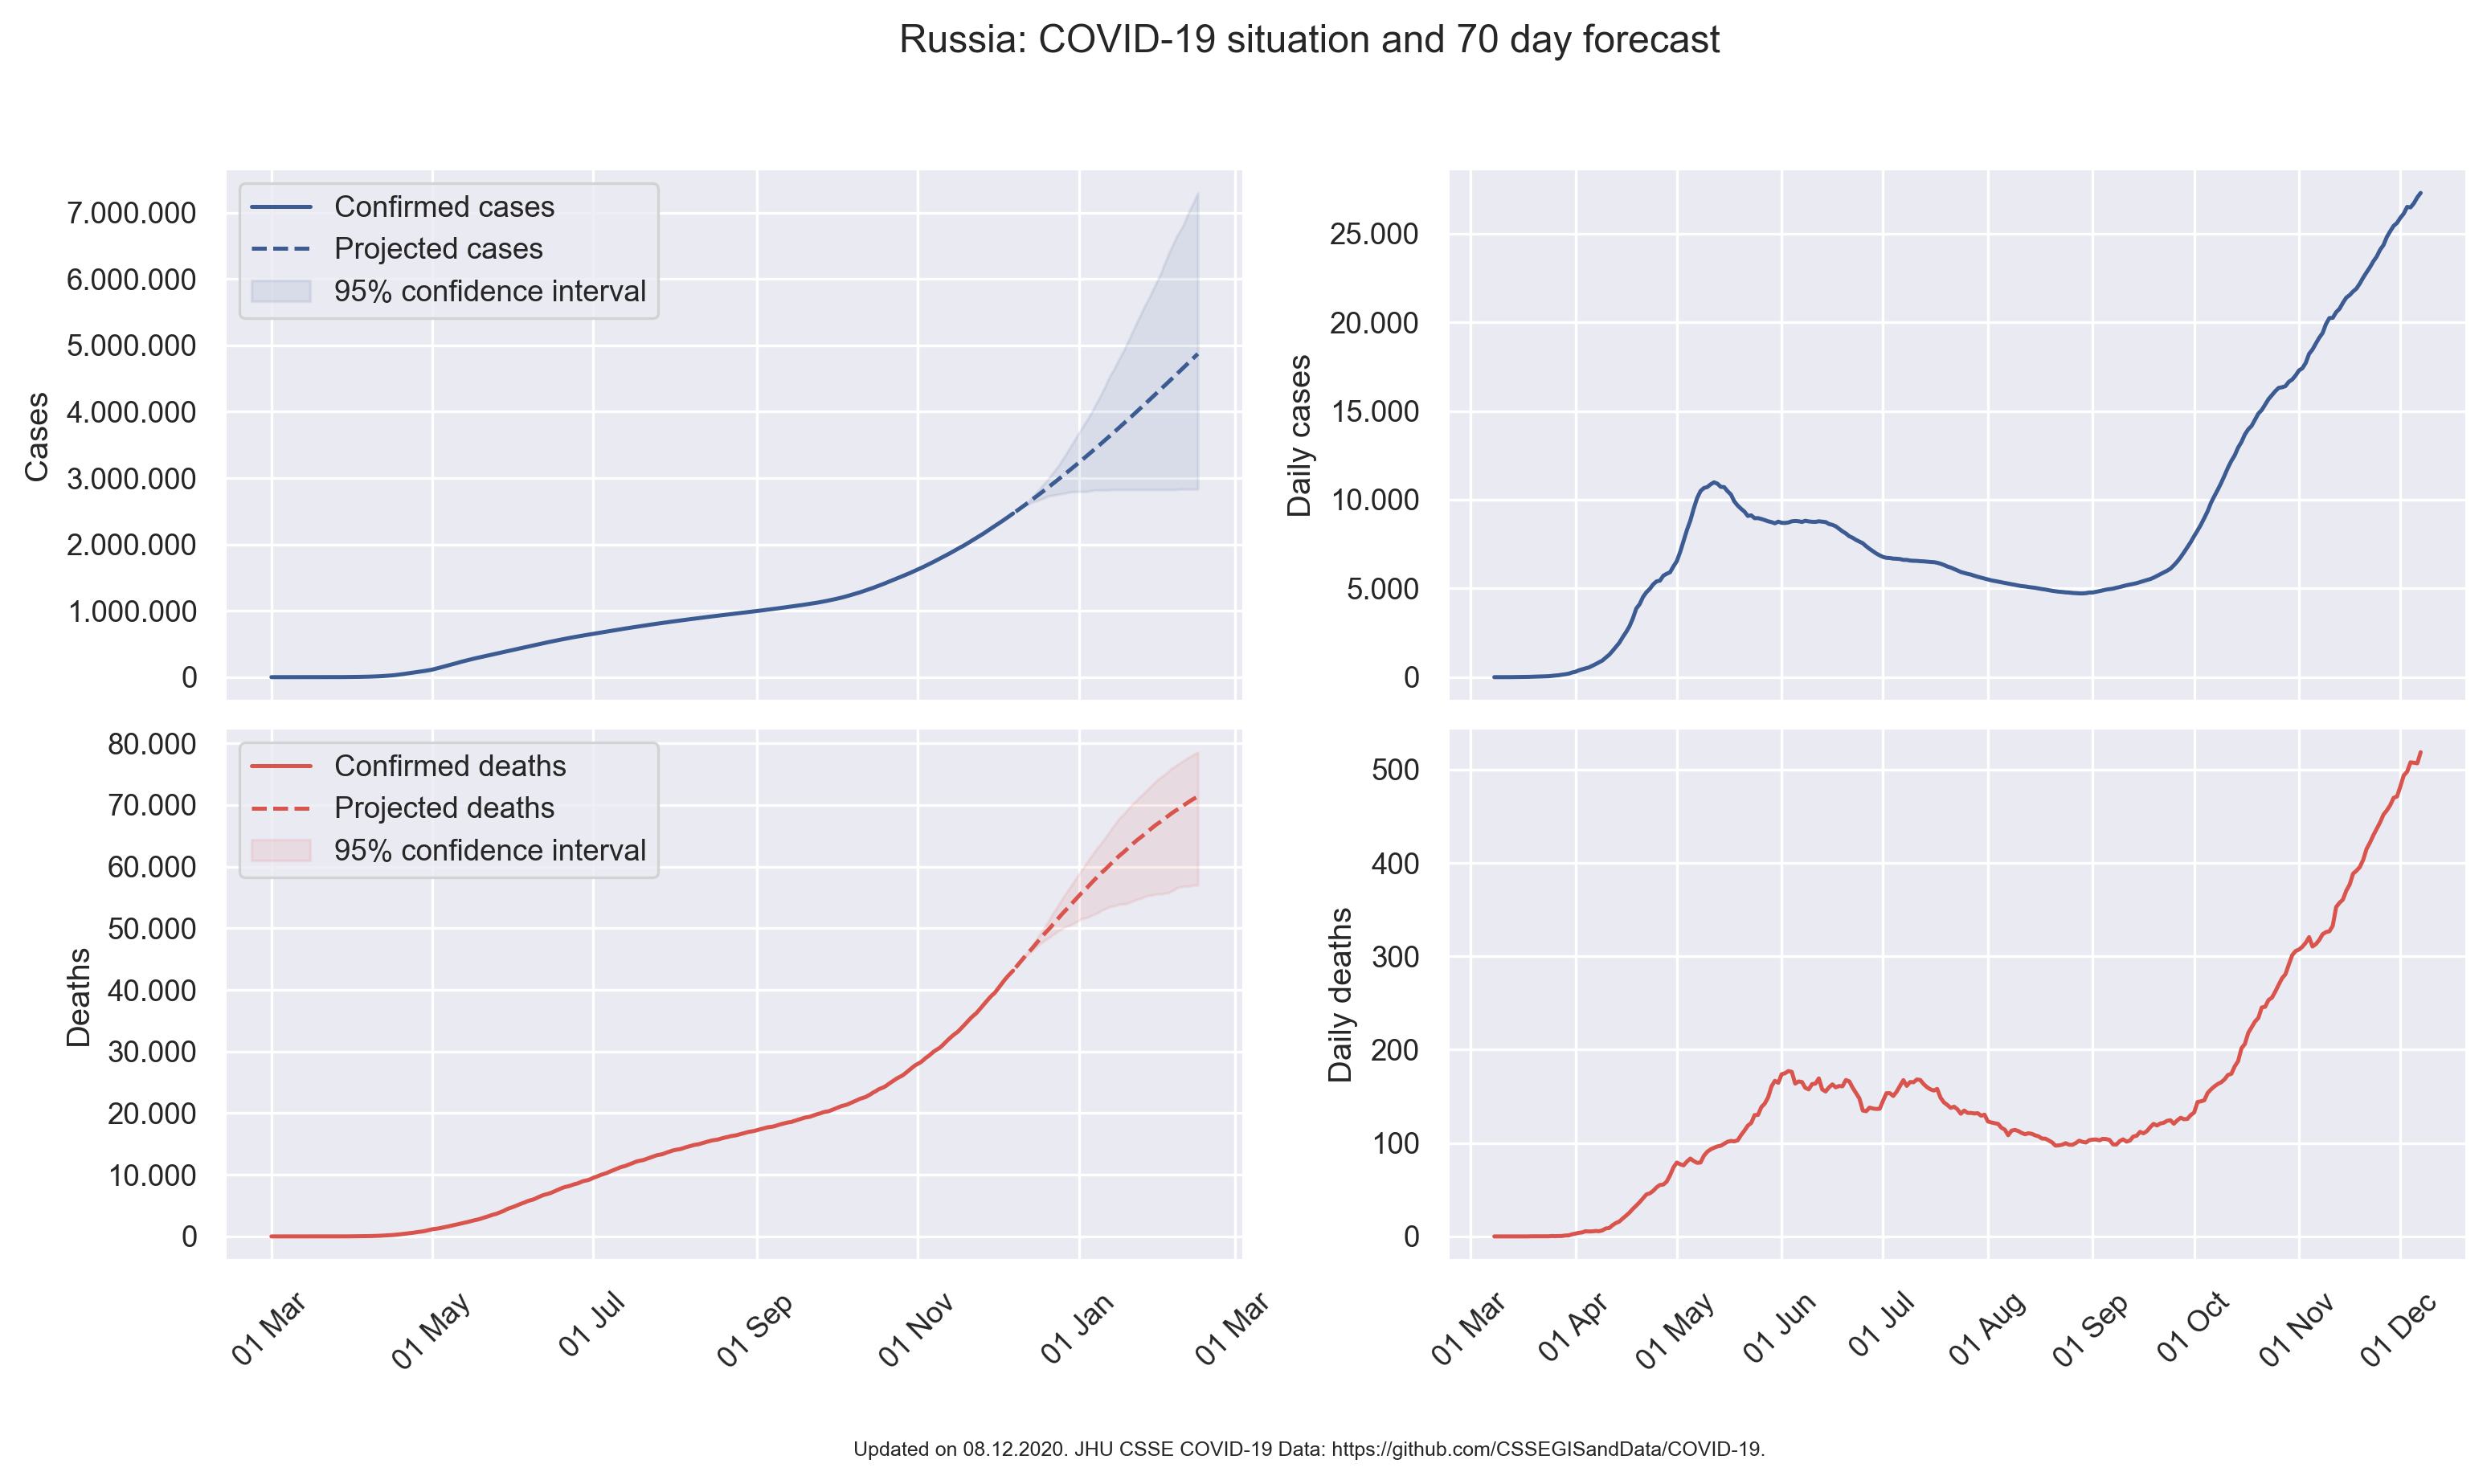 Russia: COVID-19 situation and 70 day forecast
Cases
7.000.000
6.000.000
5.000.000
4.000.000
3.000.000
2.000.000
1.000.000
0
Confirmed cases
Projected cases
95% confidence interval
Daily cases
25.000
20.000
15.000
10.000
5.000
0
Deaths
80.000
70.000
60.000
50.000
40.000
30.000
20.000
10.000
0
Confirmed deaths
Projected deaths
95% confidence interval
01 Mar
01 May
01 Jul
01 Sep
01 Nov
01 Jan
01 Mar
Daily deaths
500
400
300
200
100
0
01 Mar
01 Apr
01 May
01 Jun
01 Jul
01 Aug
01 Sep
01 Oct
01 Nov
01 Dec
Updated on 08.12.2020. JHU CSSE COVID-19 Data: https://github.com/CSSEGISandData/COVID-19.